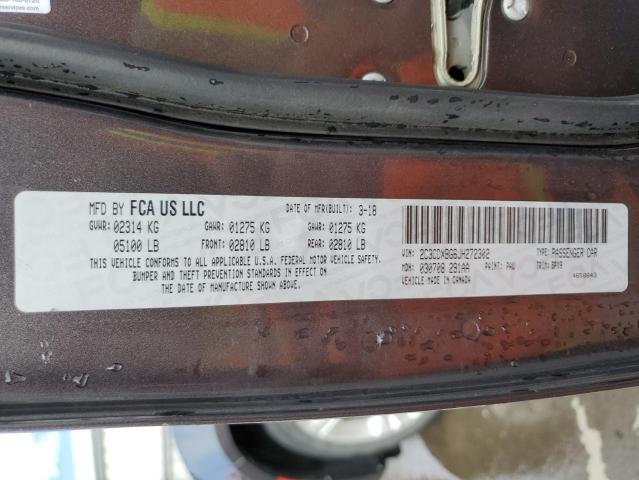 MFD BY FCA US LLC
DATE OF MFR(BUILT): 3-18
GVWR: 02314 KG GAWR: 01275 KG GAWR: 01275 KG
05100 LB FRONT: 02810 LB REAR: 02810 LB
THIS VEHICLE CONFORMS TO ALL APPLICABLE U.S.A. FEDERAL MOTOR VEHICLE SAFETY,
BUMPER AND THEFT PREVENTION STANDARDS IN EFFECT ON
THE DATE OF MANUFACTURE SHOWN ABOVE.
VIN: 2C3CDXBG6JH272302 TYPE: PASSENGER CAR
MDH: 030708 291AA PAINT: PAW TRIM: BPX9
VEHICLE MADE IN CANADA